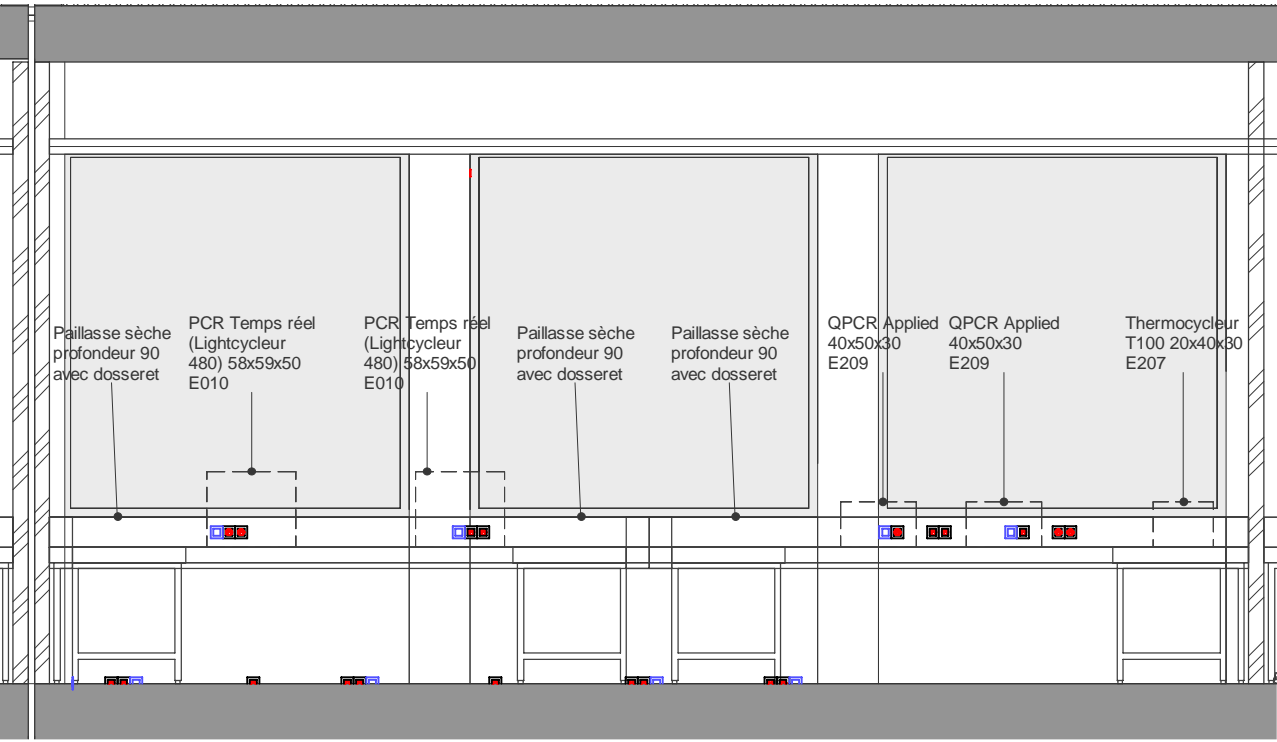 Paillasse sèche
profondeur 90
avec dosseret
PCR Temps réel
(Lightcycleur
480) 58x59x50
E010
PCR Temps réel
(Lightcycleur
480) 58x59x50
E010
Paillasse sèche
profondeur 90
avec dosseret
Paillasse sèche
profondeur 90
avec dosseret
QPCR Applied
40x50x30
E209
QPCR Applied
40x50x30
E209
Thermocycleur
T100 20x40x30
E207